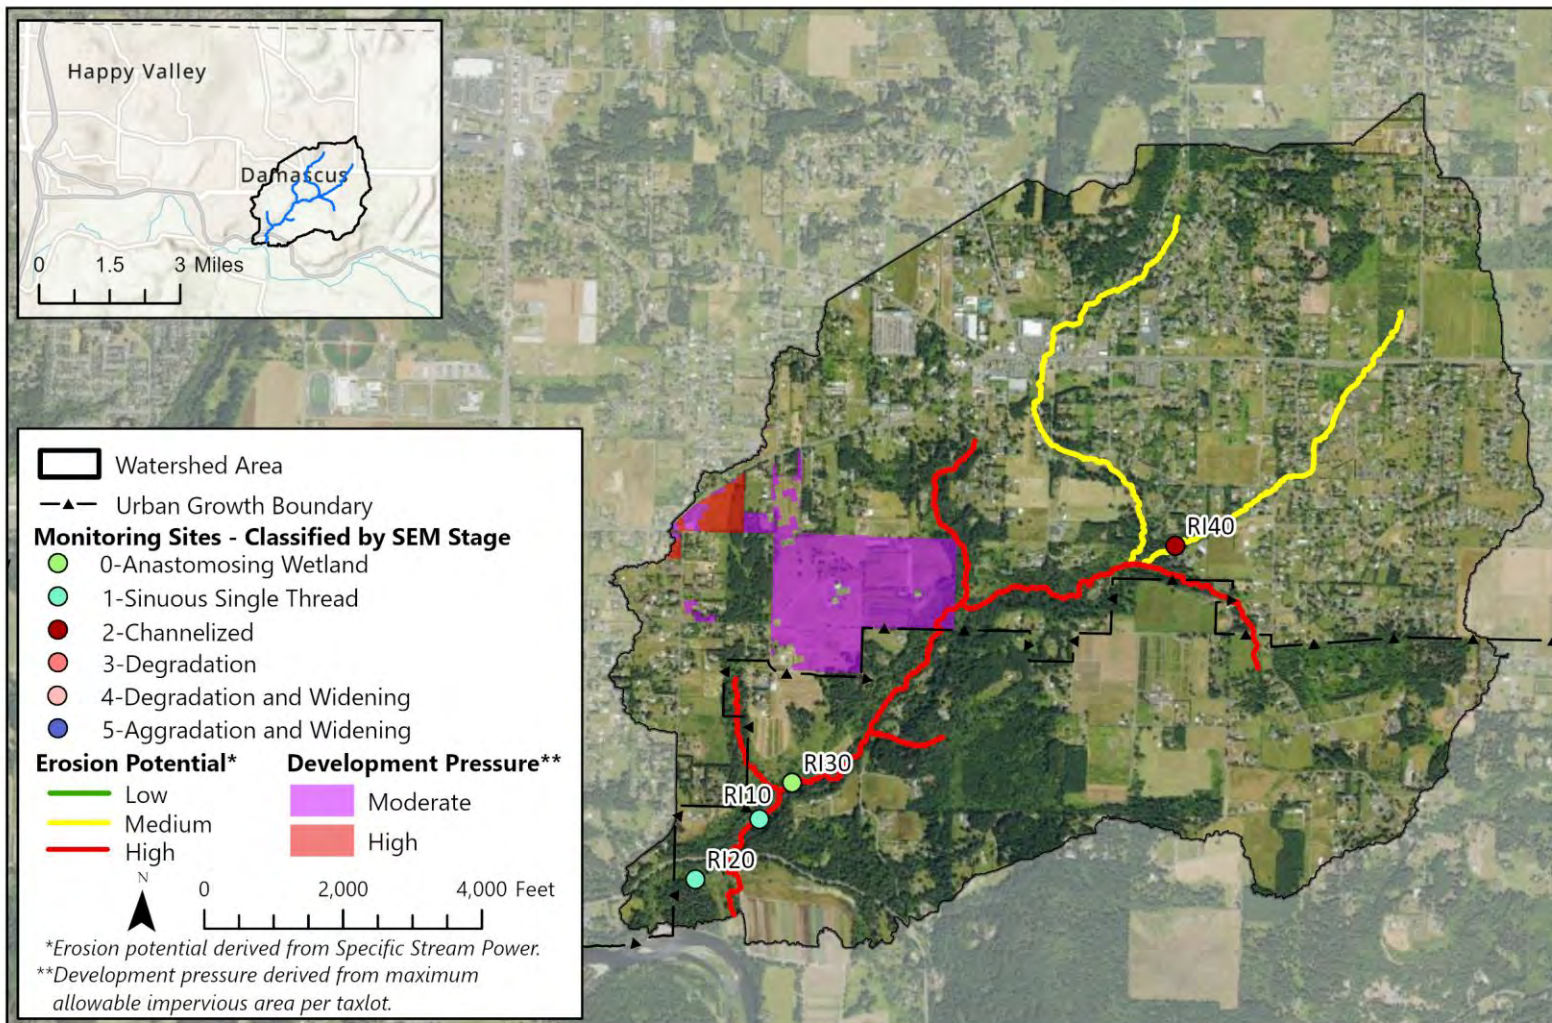 Happy Valley
Damascus
0 1.5 3 Miles
Watershed Area
Urban Growth Boundary
Monitoring Sites - Classified by SEM Stage
0-Anastomosing Wetland
1-Sinuous Single Thread
2-Channelized
3-Degradation
4-Degradation and Widening
5-Aggradation and Widening
Erosion Potential* Development Pressure**
Low
Medium
High
Moderate
High
N
0 2,000 4,000 Feet
*Erosion potential derived from Specific Stream Power.
**Development pressure derived from maximum
allowable impervious area per taxlot.
RI40
RI30
RI10
RI20